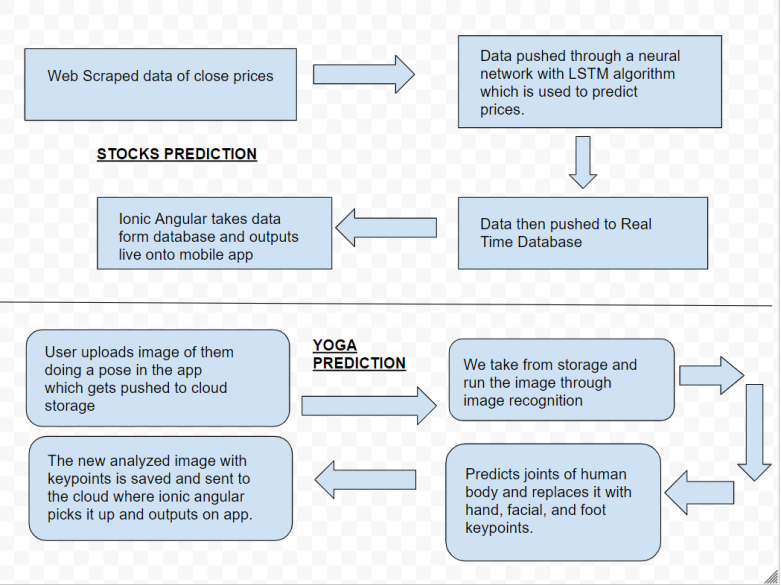 Web Scraped data of close prices
Data pushed through a neural
network with LSTM algorithm
which is used to predict
prices.
STOCKS PREDICTION
Ionic Angular takes data
form database and outputs
live onto mobile app
Data then pushed to Real
Time Database
User uploads image of them
doing a pose in the app
which gets pushed to cloud
storage
YOGA
PREDICTION
We take from storage and
run the image through
image recognition
The new analyzed image with
keypoints is saved and sent to
the cloud where ionic angular
picks it up and outputs on app.
Predicts joints of human
body and replaces it with
hand, facial, and foot
keypoints.